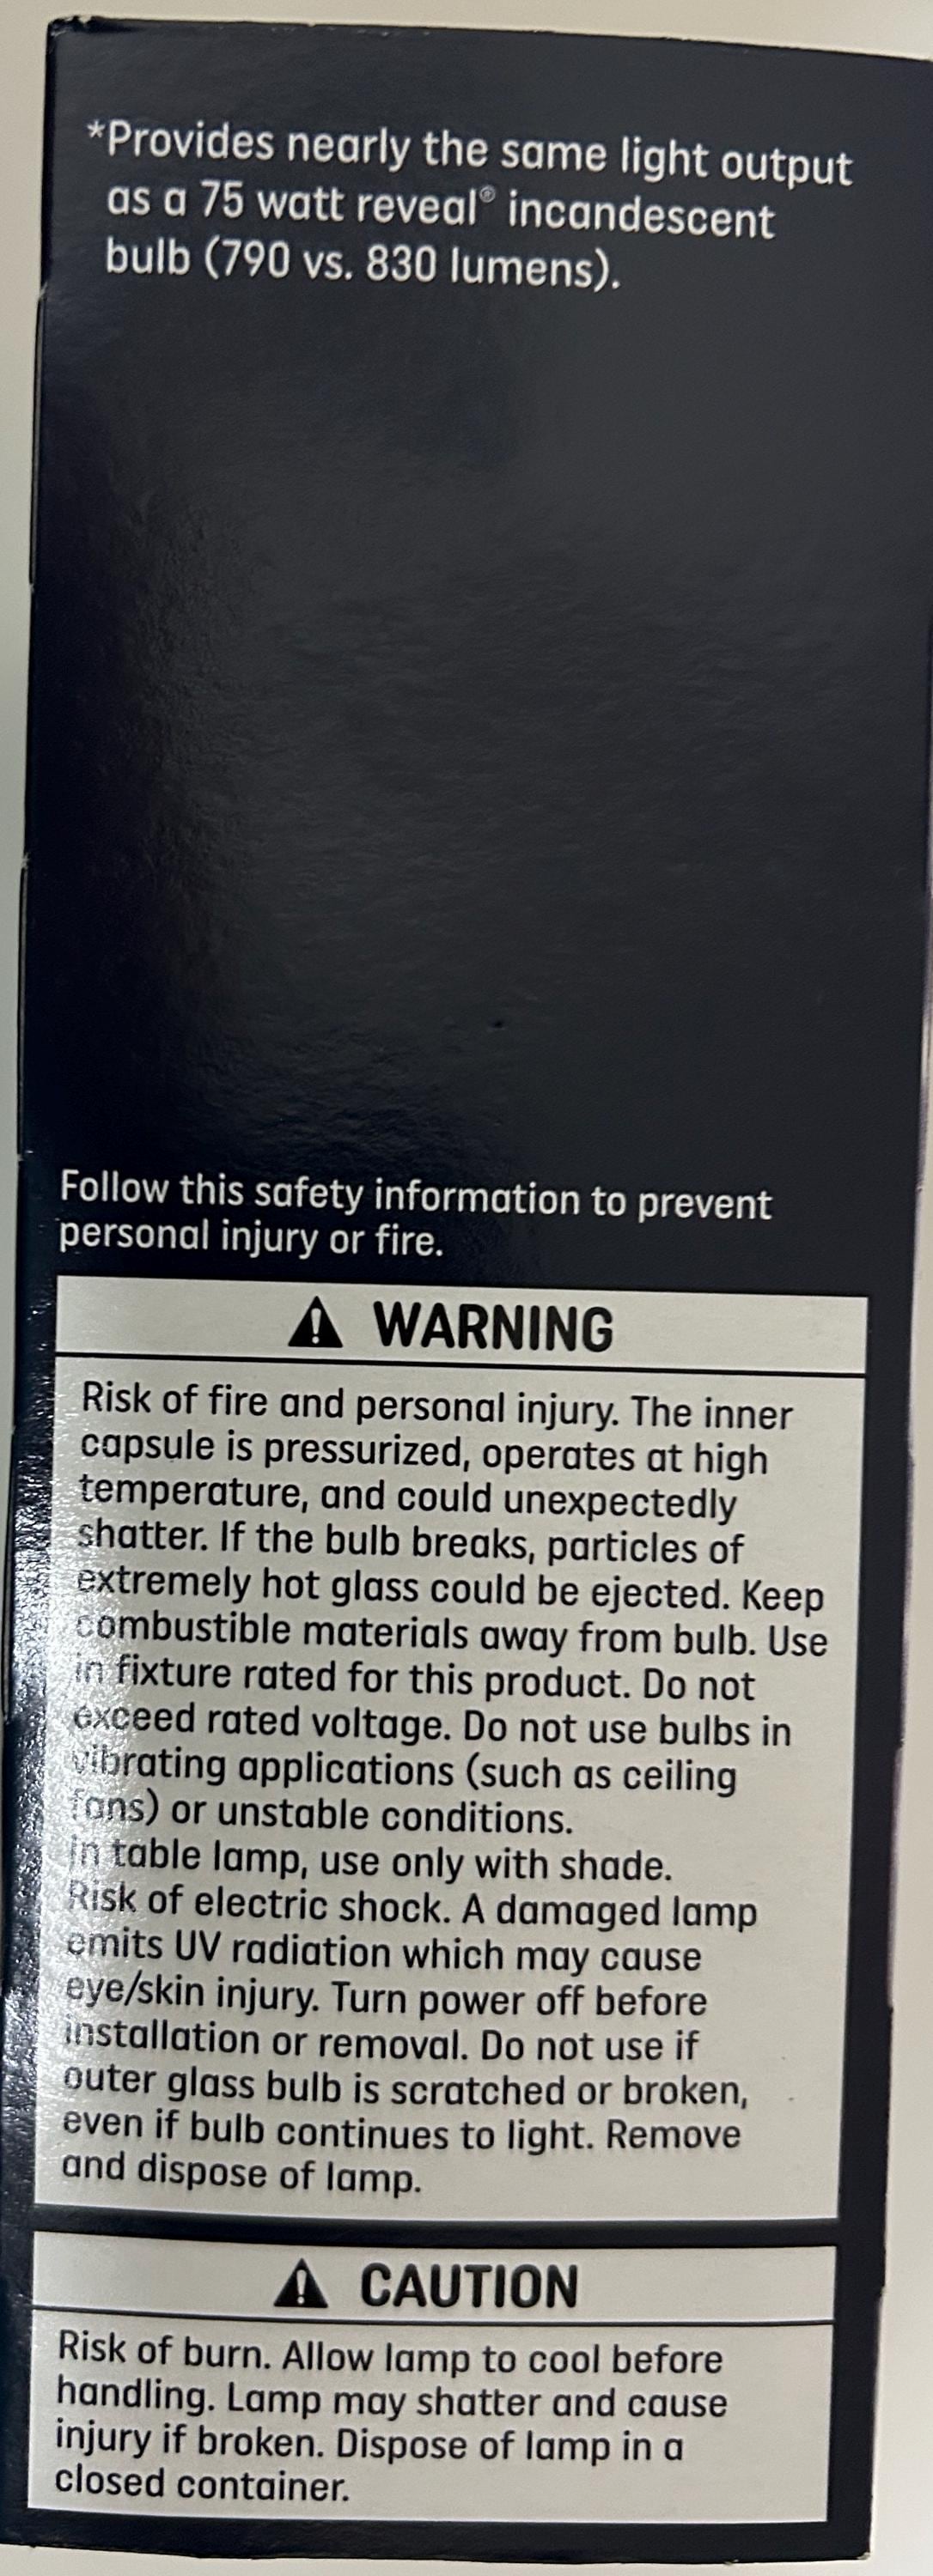 *Provides nearly the same light output
as a 75 watt reveal® incandescent
bulb (790 vs. 830 lumens).
Follow this safety information to prevent
personal injury or fire.
⚠ WARNING
Risk of fire and personal injury. The inner
capsule is pressurized, operates at high
temperature, and could unexpectedly
shatter. If the bulb breaks, particles of
extremely hot glass could be ejected. Keep
combustible materials away from bulb. Use
in fixture rated for this product. Do not
exceed rated voltage. Do not use bulbs in
vibrating applications (such as ceiling
fans) or unstable conditions.
In table lamp, use only with shade.
Risk of electric shock. A damaged lamp
emits UV radiation which may cause
eye/skin injury. Turn power off before
installation or removal. Do not use if
outer glass bulb is scratched or broken,
even if bulb continues to light. Remove
and dispose of lamp.
⚠ CAUTION
Risk of burn. Allow lamp to cool before
handling. Lamp may shatter and cause
injury if broken. Dispose of lamp in a
closed container.